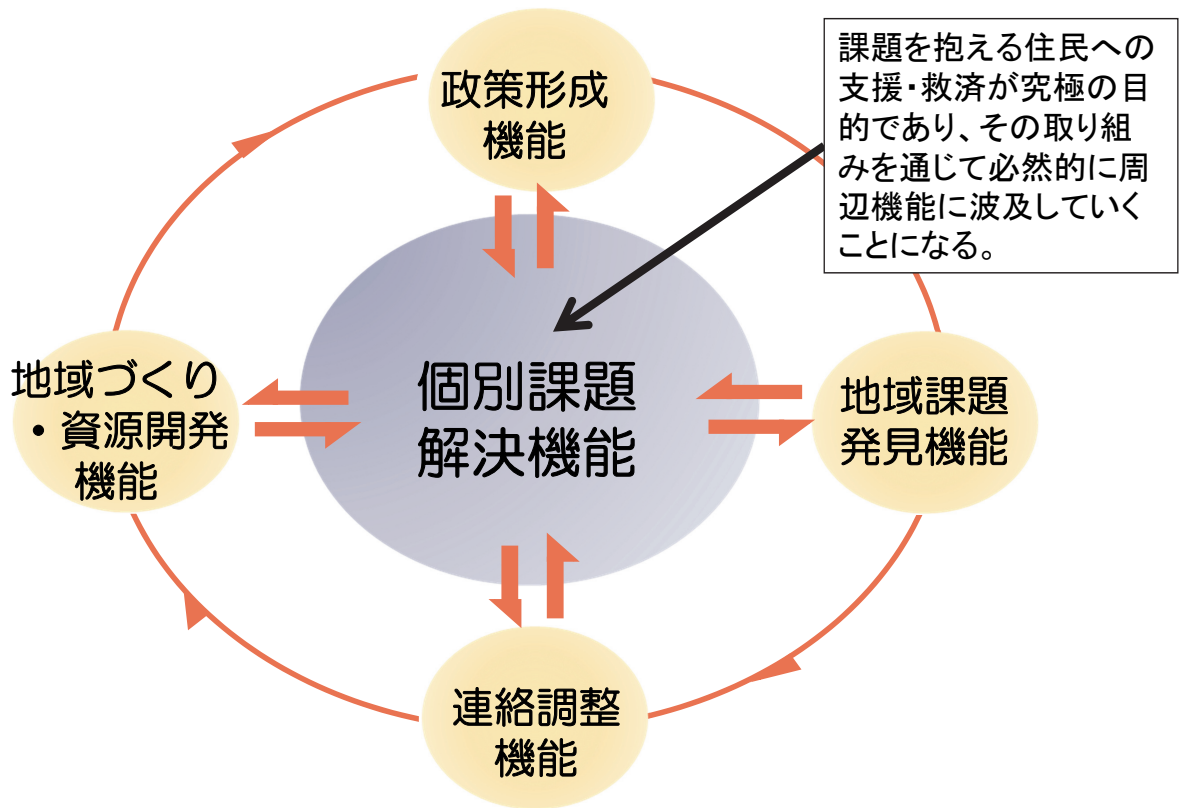 政策形成
機能
課題を抱える住民への
支援・救済が究極の目
的であり、その取り組
みを通じて必然的に周
辺機能に波及していく
ことになる。
地域づくり
・資源開発
機能
個別課題
解決機能
地域課題
発見機能
連絡調整
機能